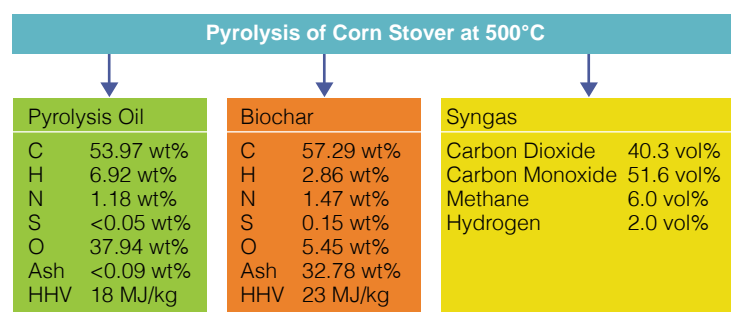 Pyrolysis of Corn Stover at 500°C
Pyrolysis Oil
C 53.97 wt%
H 6.92 wt%
N 1.18 wt%
S <0.05 wt%
O 37.94 wt%
Ash <0.09 wt%
HHV 18 MJ/kg
Biochar
C 57.29 wt%
H 2.86 wt%
N 1.47 wt%
S 0.15 wt%
O 5.45 wt%
Ash 32.78 wt%
HHV 23 MJ/kg
Syngas
Carbon Dioxide 40.3 vol%
Carbon Monoxide 51.6 vol%
Methane 6.0 vol%
Hydrogen 2.0 vol%